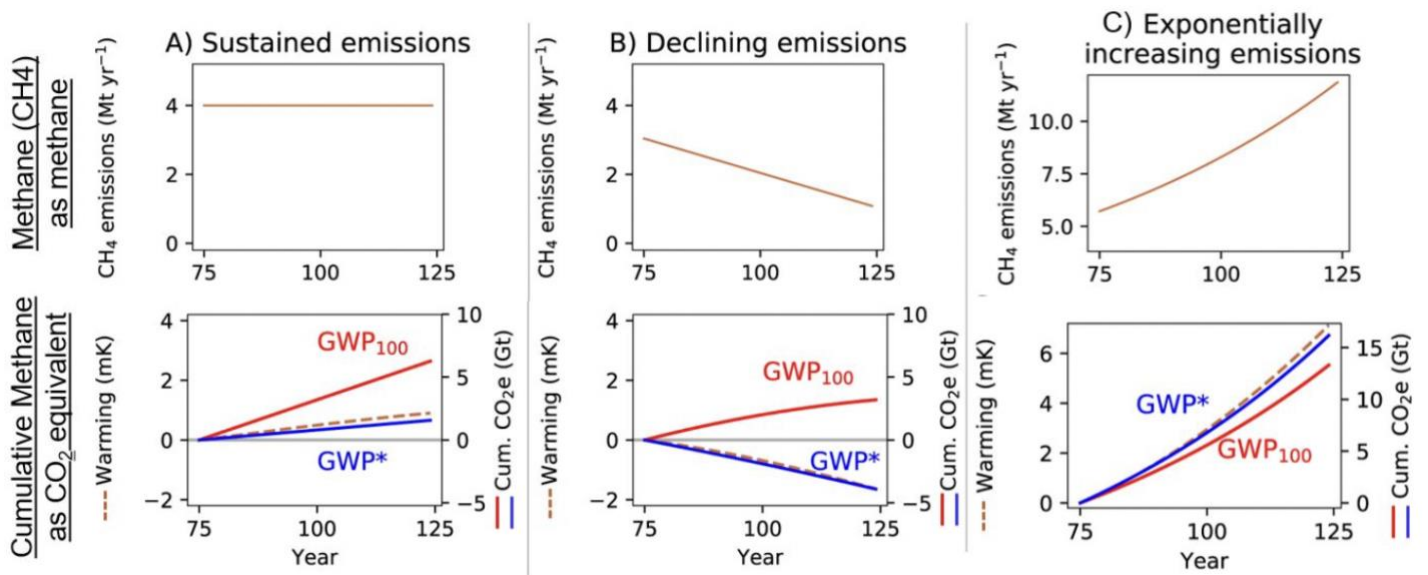 Methane (CH4)
as methane
A) Sustained emissions
CH₄ emissions (Mt yr⁻¹)
4
2
0
75
100
125
B) Declining emissions
CH₄ emissions (Mt yr⁻¹)
4
2
0
75
100
125
C) Exponentially
increasing emissions
CH₄ emissions (Mt yr⁻¹)
10.0
7.5
5.0
75
100
125
Cumulative Methane
as CO₂ equivalent
Warming (mK)
4
2
0
−2
GWP₁₀₀
GWP*
10
5
0
−5
Cum. CO₂e (Gt)
75
100
125
Year
Warming (mK)
4
2
0
−2
GWP₁₀₀
GWP*
10
5
0
−5
Cum. CO₂e (Gt)
75
100
125
Year
Warming (mK)
6
4
2
0
GWP*
GWP₁₀₀
15
10
5
0
Cum. CO₂e (Gt)
75
100
125
Year